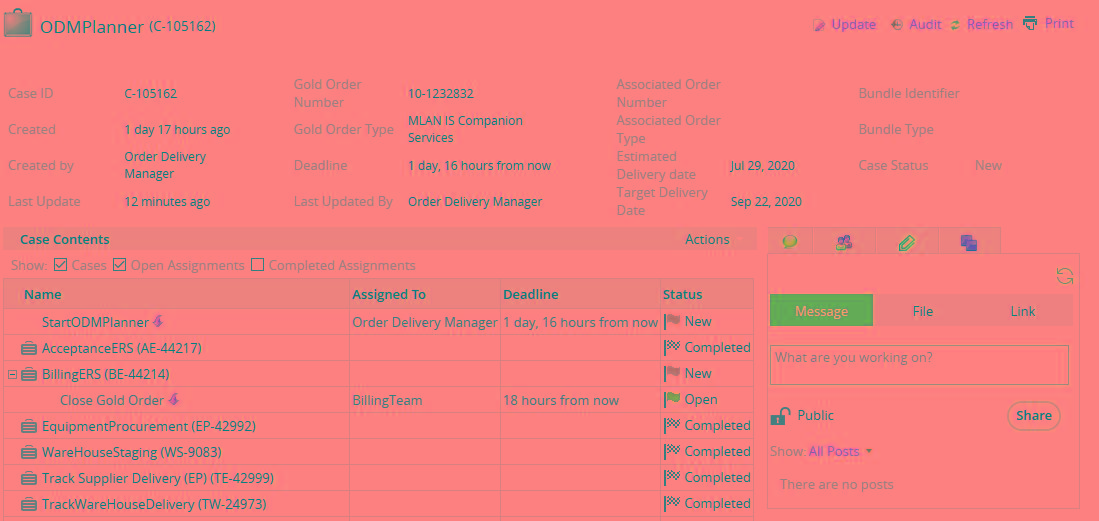 ODMPlanner (C-105162)
Update Audit Refresh Print
Case ID C-105162 Gold Order Number 10-1232832 Associated Order Number Bundle Identifier
Created 1 day 17 hours ago Gold Order Type MLAN IS Companion Services Associated Order Type Bundle Type
Created by Order Delivery Manager Deadline 1 day, 16 hours from now Estimated Delivery date Jul 29, 2020 Case Status New
Last Update 12 minutes ago Last Updated By Order Delivery Manager Target Delivery Date Sep 22, 2020
Case Contents Actions
Show: Cases Open Assignments Completed Assignments
Name Assigned To Deadline Status
StartODMPlanner Order Delivery Manager 1 day, 16 hours from now New
AcceptanceERS (AE-44217) Completed
BillingERS (BE-44214) New
Close Gold Order BillingTeam 18 hours from now Open
EquipmentProcurement (EP-42992) Completed
WareHouseStaging (WS-9083) Completed
Track Supplier Delivery (EP) (TE-42999) Completed
TrackWareHouseDelivery (TW-24973) Completed
Message File Link
What are you working on?
Public Share
Show: All Posts
There are no posts